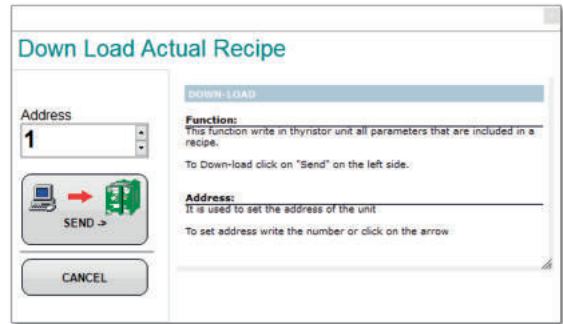 Down Load Actual Recipe
Address
1
SEND ->
CANCEL
DOWN-LOAD
Function:
This function write in thyristor unit all parameters that are included in a
recipe.
To Down-load click on "Send" on the left side.
Address:
It is used to set the address of the unit
To set address write the number or click on the arrow